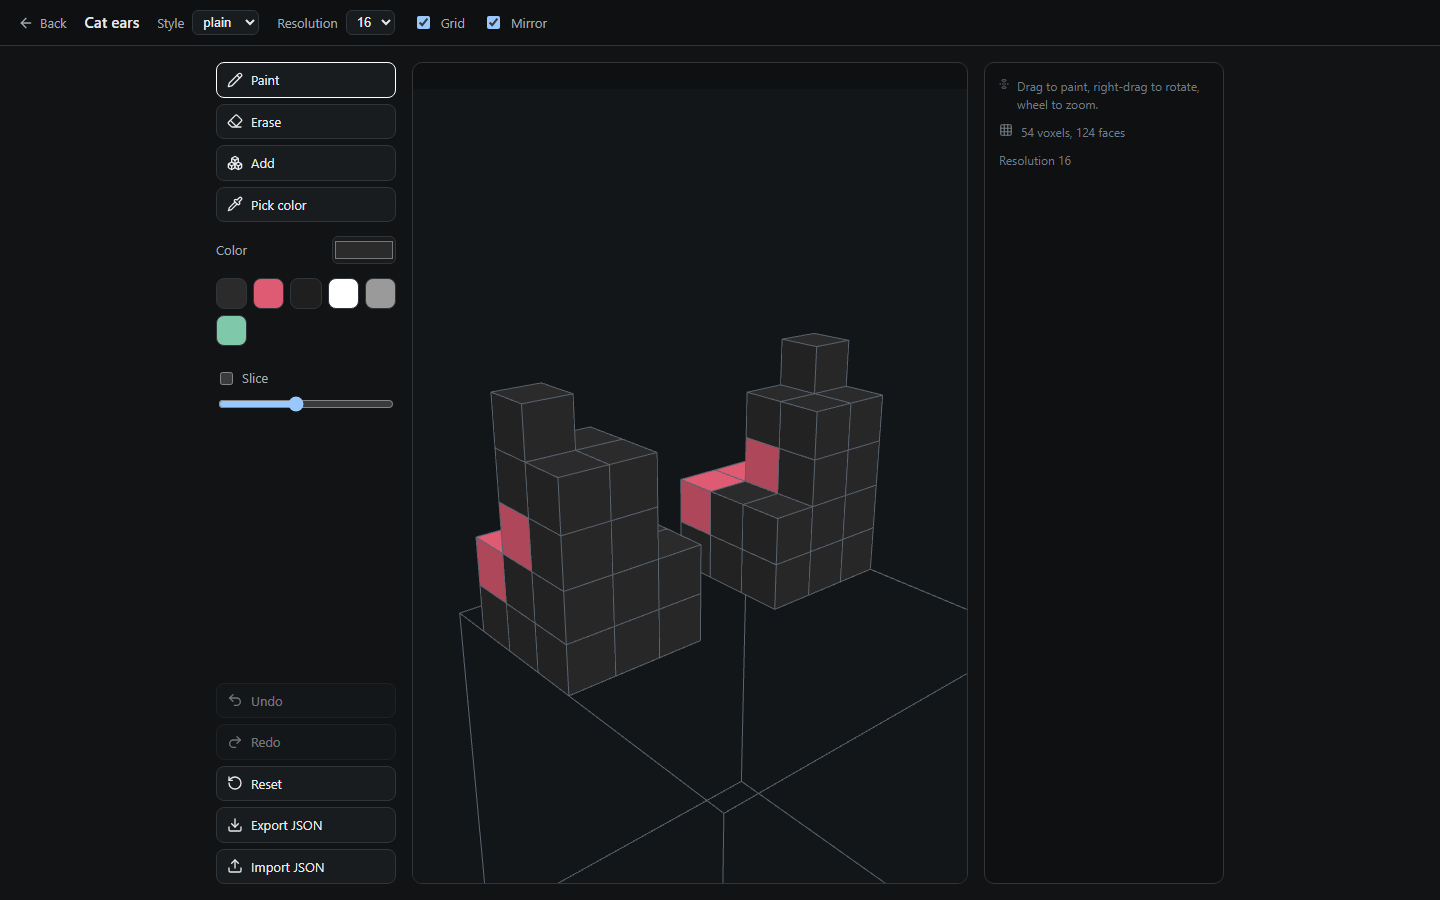 Back Cat ears Style plain Resolution 16 Grid Mirror
Paint
Erase
Add
Pick color
Color
Slice
Undo
Redo
Reset
Export JSON
Import JSON
Drag to paint, right-drag to rotate,
wheel to zoom.
54 voxels, 124 faces
Resolution 16